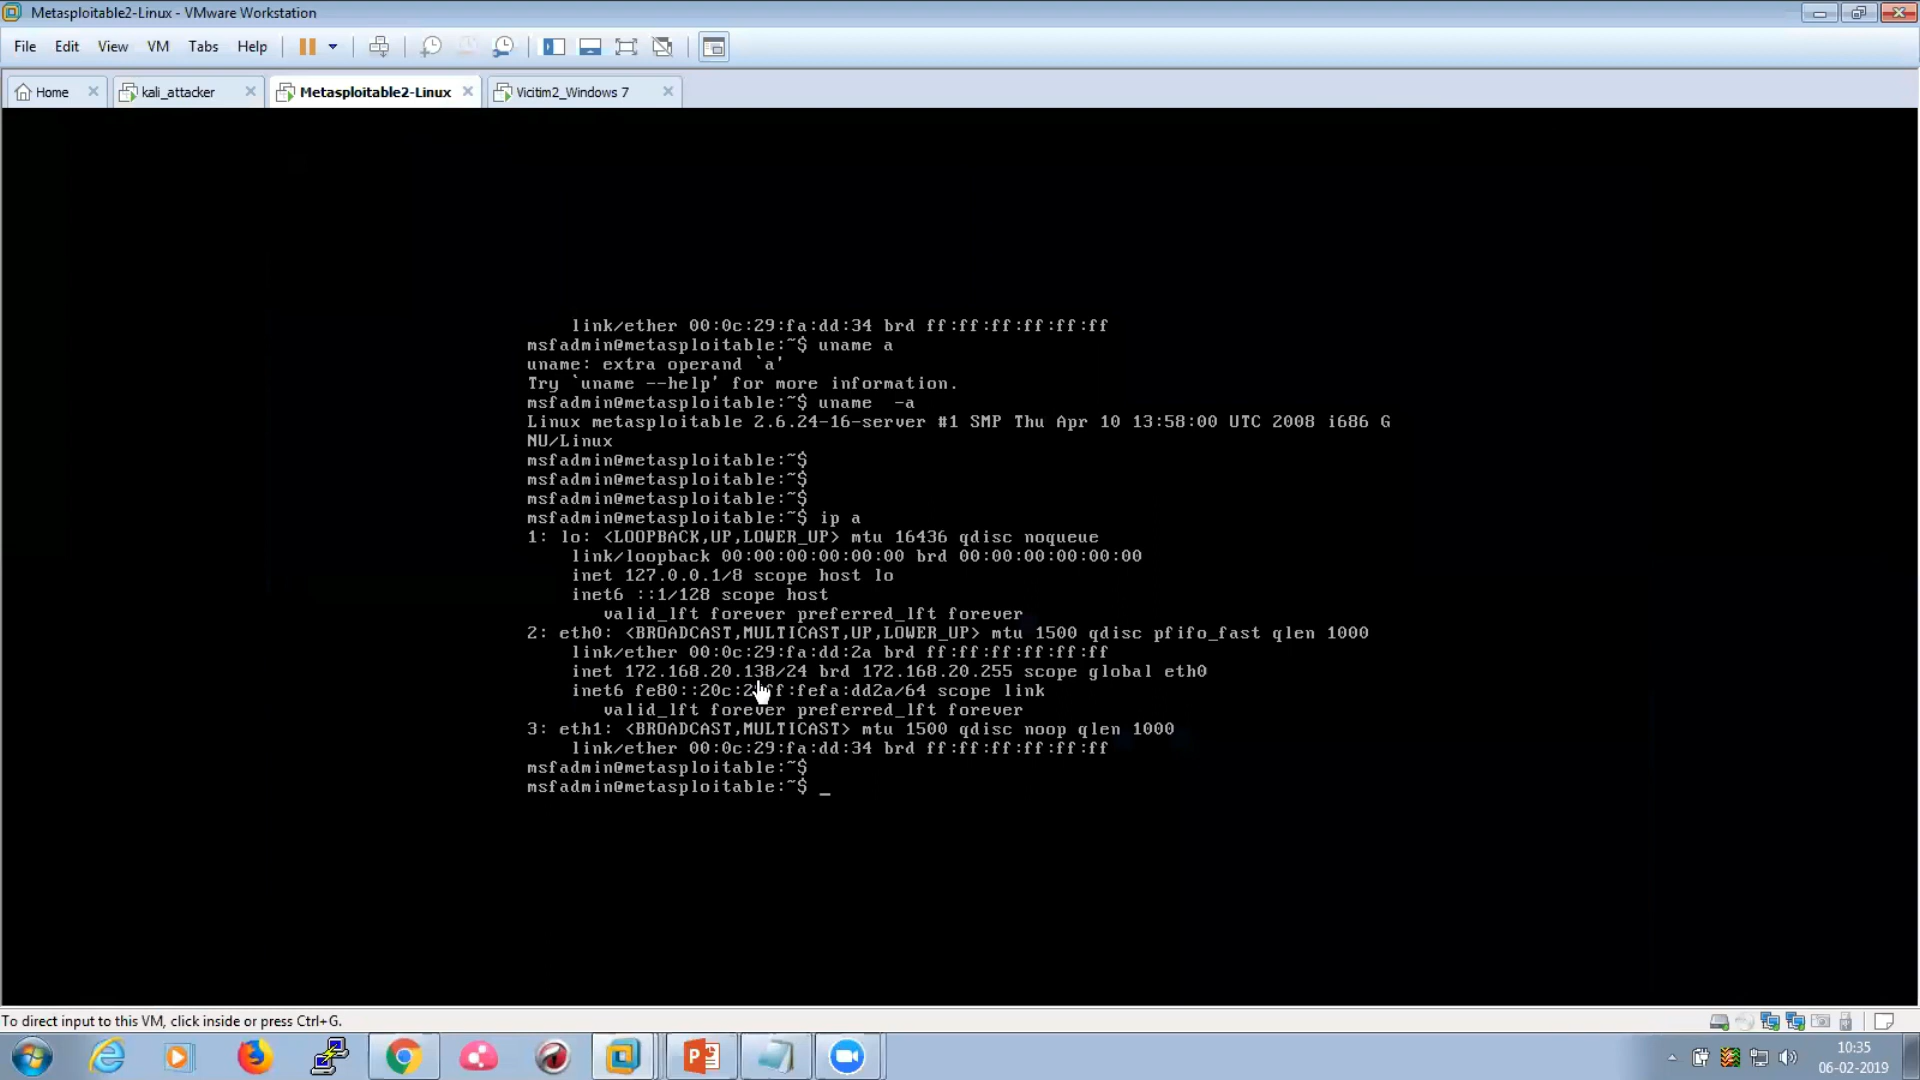 Metasploitable2-Linux - VMware Workstation
File Edit View VM Tabs Help
Home kali_attacker Metasploitable2-Linux Vicitim2_Windows 7
link/ether 00:0c:29:fa:dd:34 brd ff:ff:ff:ff:ff:ff
msfadmin@metasploitable:~$ uname a
uname: extra operand `a'
Try `uname --help' for more information.
msfadmin@metasploitable:~$ uname  -a
Linux metasploitable 2.6.24-16-server #1 SMP Thu Apr 10 13:58:00 UTC 2008 i686 G
NU/Linux
msfadmin@metasploitable:~$
msfadmin@metasploitable:~$
msfadmin@metasploitable:~$
msfadmin@metasploitable:~$ ip a
1: lo: <LOOPBACK,UP,LOWER_UP> mtu 16436 qdisc noqueue
link/loopback 00:00:00:00:00:00 brd 00:00:00:00:00:00
inet 127.0.0.1/8 scope host lo
inet6 ::1/128 scope host
valid_lft forever preferred_lft forever
2: eth0: <BROADCAST,MULTICAST,UP,LOWER_UP> mtu 1500 qdisc pfifo_fast qlen 1000
link/ether 00:0c:29:fa:dd:2a brd ff:ff:ff:ff:ff:ff
inet 172.168.20.138/24 brd 172.168.20.255 scope global eth0
inet6 scope link
valid_lft forever preferred_lft forever
3: eth1: <BROADCAST,MULTICAST> mtu 1500 qdisc noop qlen 1000
link/ether 00:0c:29:fa:dd:34 brd ff:ff:ff:ff:ff:ff
msfadmin@metasploitable:~$
msfadmin@metasploitable:~$ _
To direct input to this VM, click inside or press Ctrl+G.
10:35
06-02-2019